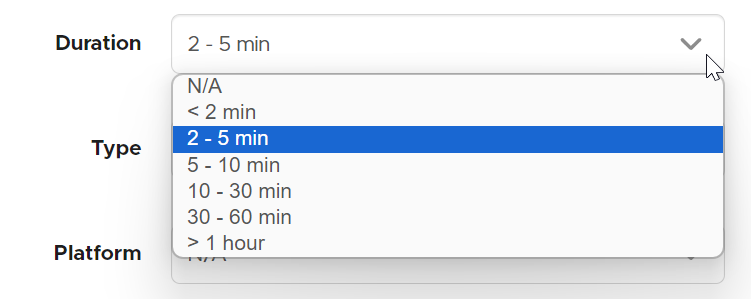 Duration 2 - 5 min
N/A
< 2 min
2 - 5 min
Type
5 - 10 min
10 - 30 min
30 - 60 min
> 1 hour
Platform